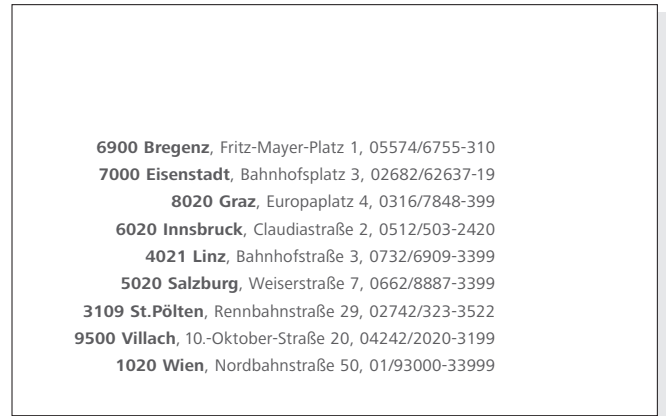 6900 Bregenz, Fritz-Mayer-Platz 1, 05574/6755-310
7000 Eisenstadt, Bahnhofsplatz 3, 02682/62637-19
8020 Graz, Europaplatz 4, 0316/7848-399
6020 Innsbruck, Claudiastraße 2, 0512/503-2420
4021 Linz, Bahnhofstraße 3, 0732/6909-3399
5020 Salzburg, Weiserstraße 7, 0662/8887-3399
3109 St.Pölten, Rennbahnstraße 29, 02742/323-3522
9500 Villach, 10.-Oktober-Straße 20, 04242/2020-3199
1020 Wien, Nordbahnstraße 50, 01/93000-33999